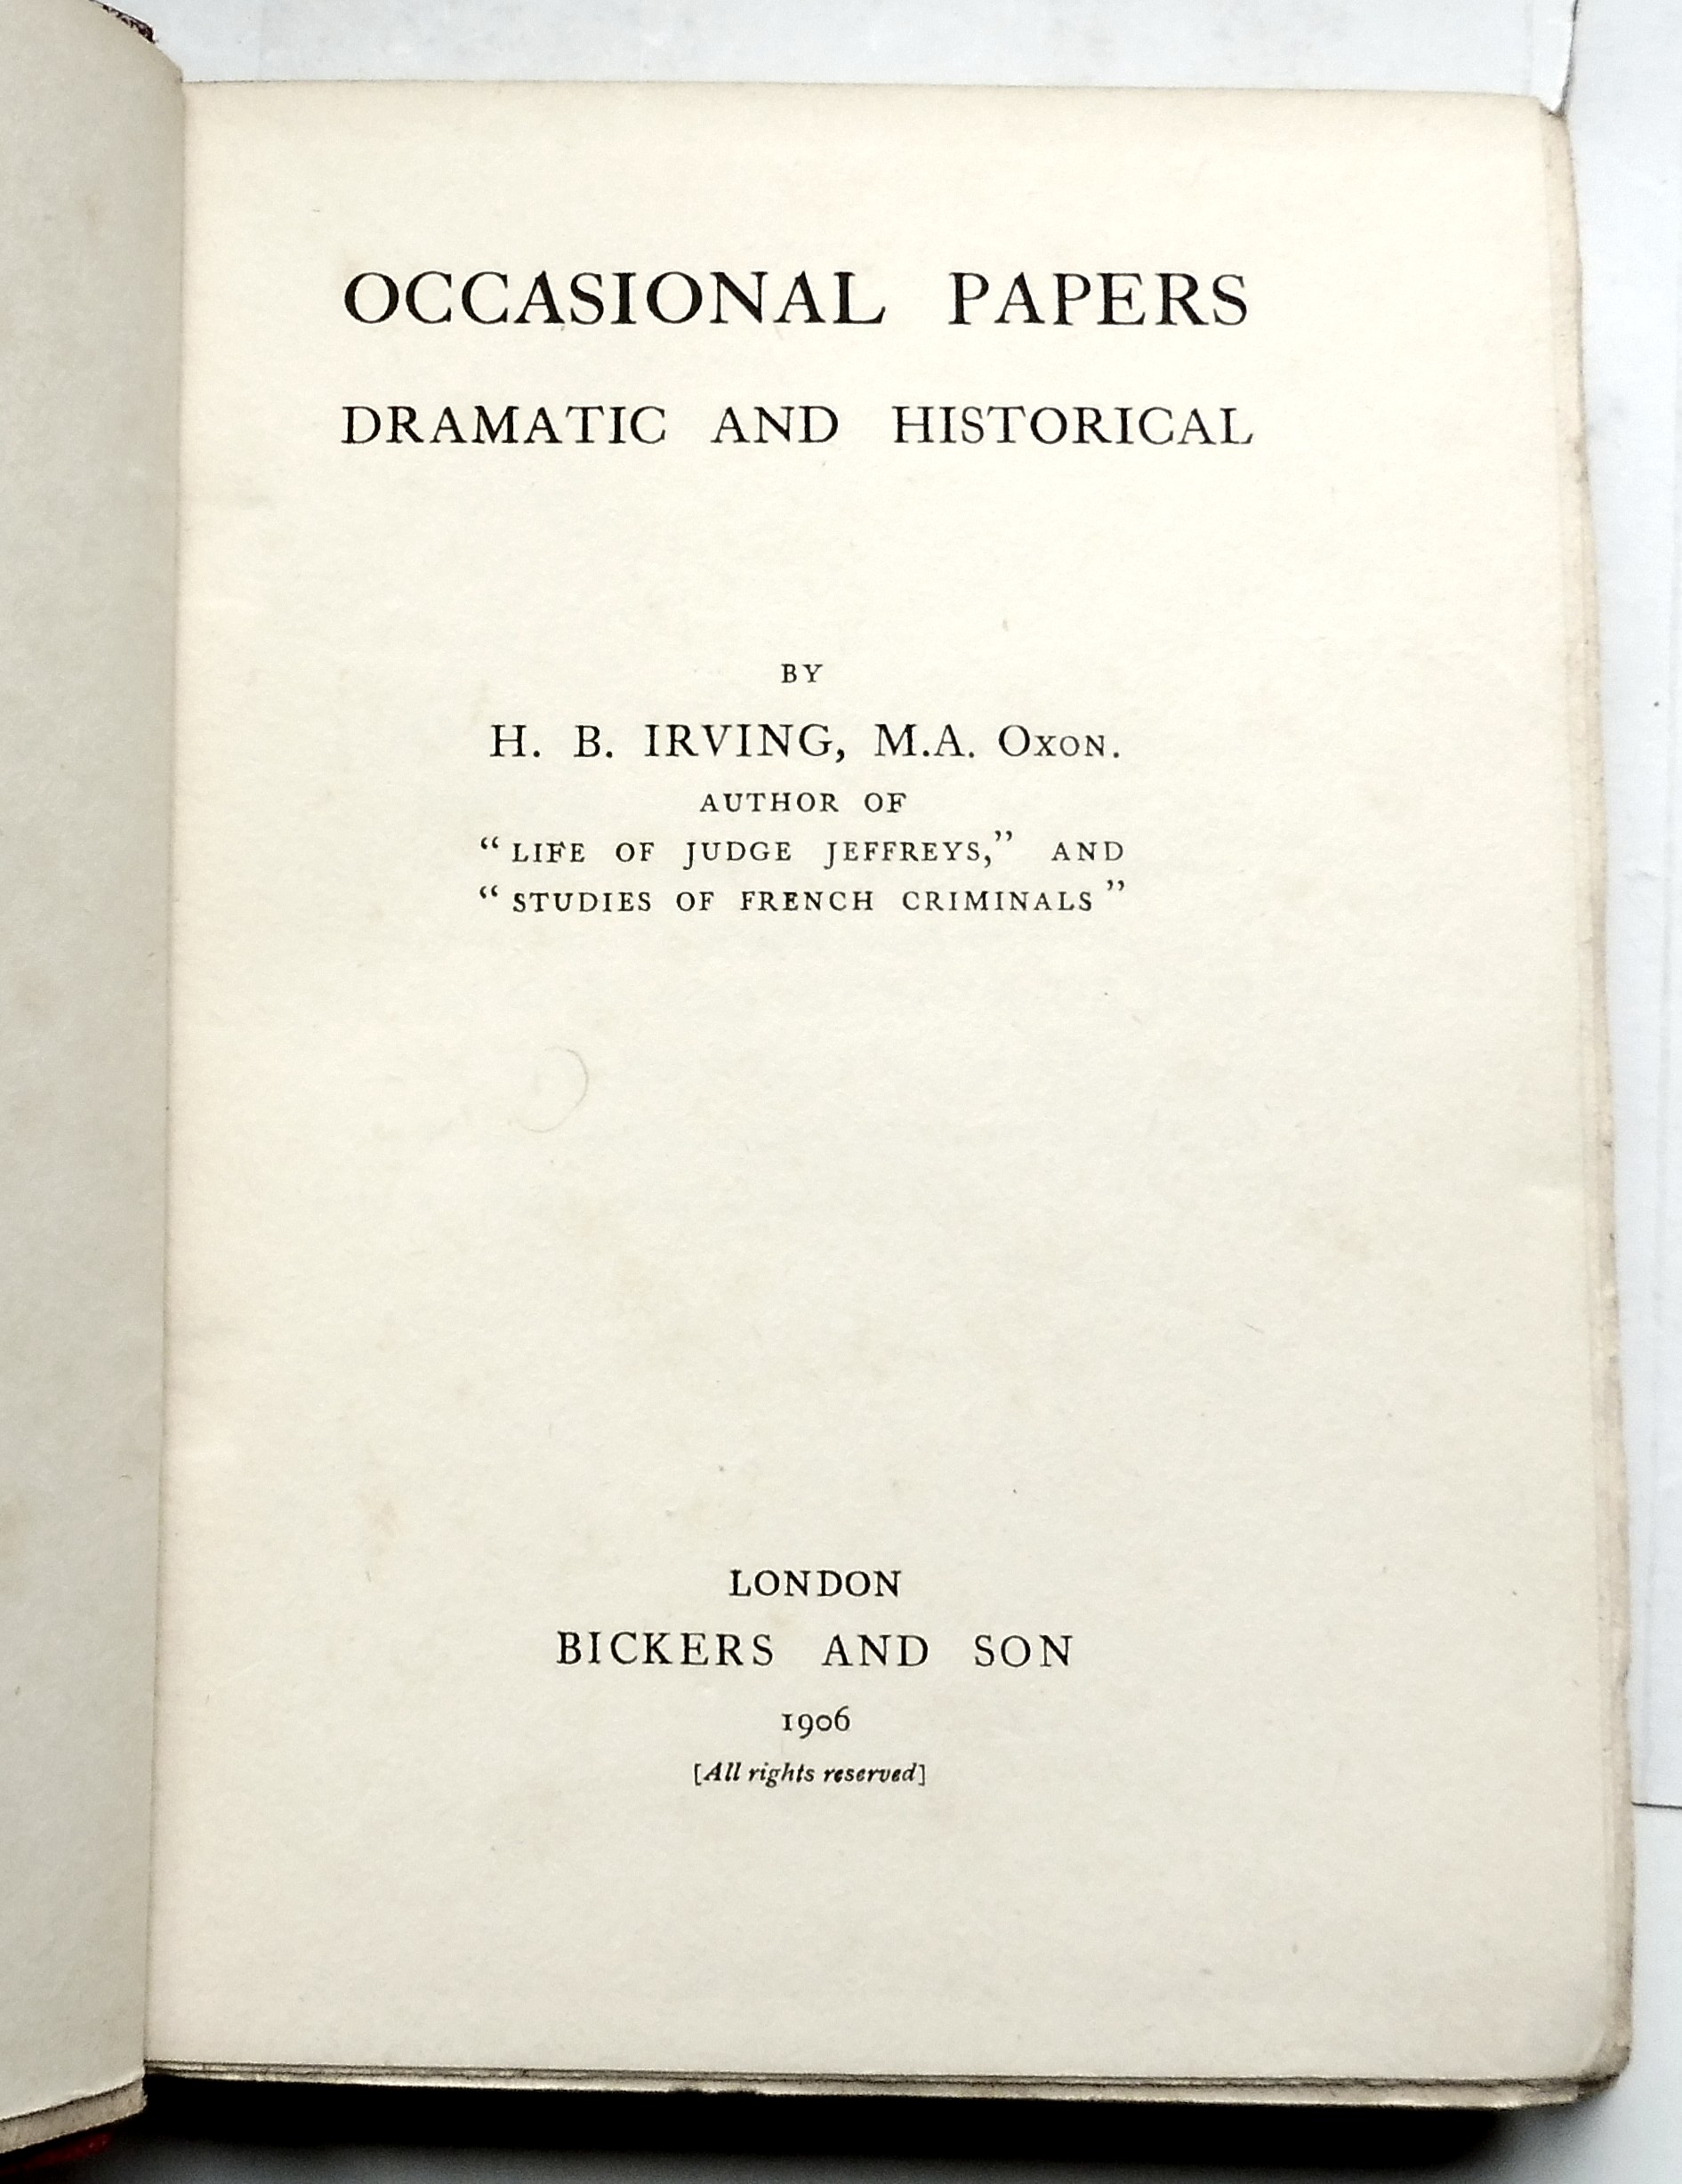 OCCASIONAL PAPERS
DRAMATIC AND HISTORICAL
BY
H. B. IRVING, M.A. OXON.
AUTHOR OF
“LIFE OF JUDGE JEFFREYS,” AND
“STUDIES OF FRENCH CRIMINALS”
LONDON
BICKERS AND SON
1906
[All rights reserved]